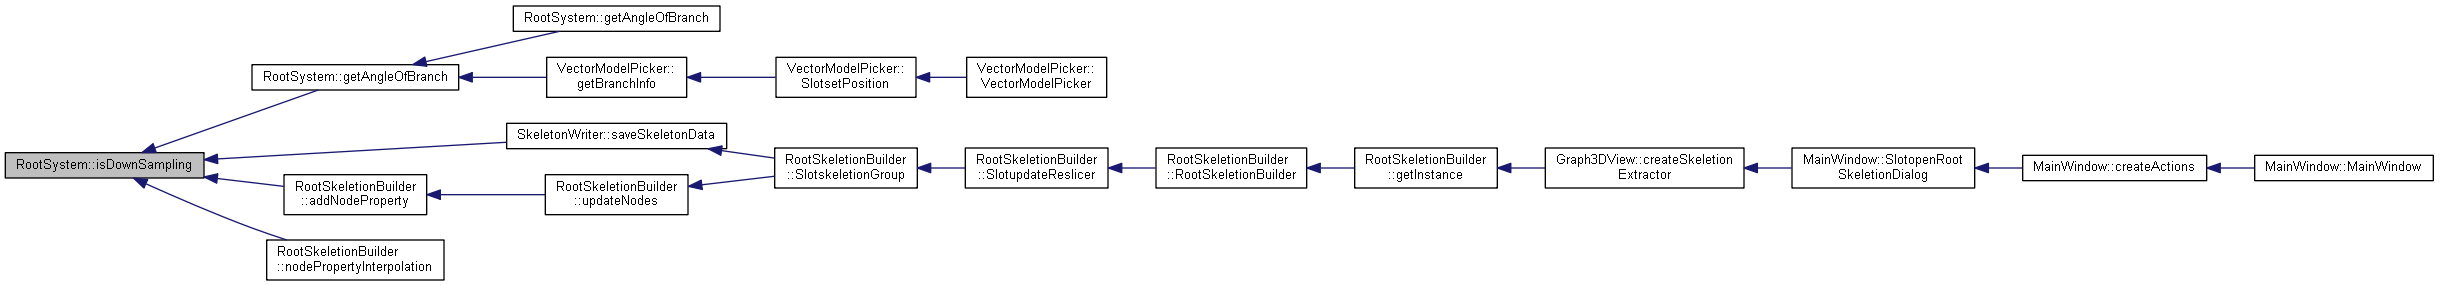 RootSystem::getAngleOfBranch
RootSystem::getAngleOfBranch
VectorModelPicker::
getBranchInfo
VectorModelPicker::
SlotsetPosition
VectorModelPicker::
VectorModelPicker
RootSystem::isDownSampling
SkeletonWriter::saveSkeletonData
RootSkeletionBuilder
::addNodeProperty
RootSkeletionBuilder
::updateNodes
RootSkeletionBuilder
::SlotskeletionGroup
RootSkeletionBuilder
::SlotupdateReslicer
RootSkeletionBuilder
::RootSkeletionBuilder
RootSkeletionBuilder
::getInstance
Graph3DView::createSkeletion
Extractor
MainWindow::SlotopenRoot
SkeletionDialog
MainWindow::createActions
MainWindow::MainWindow
RootSkeletionBuilder
::nodePropertyInterpolation